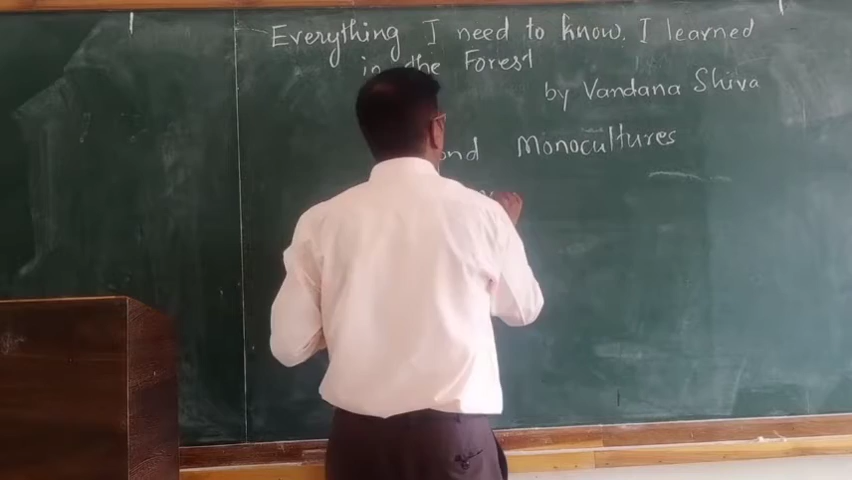 Everything I need to know. I learned
in the Forest
by Vandana Shiva
ond Monocultures